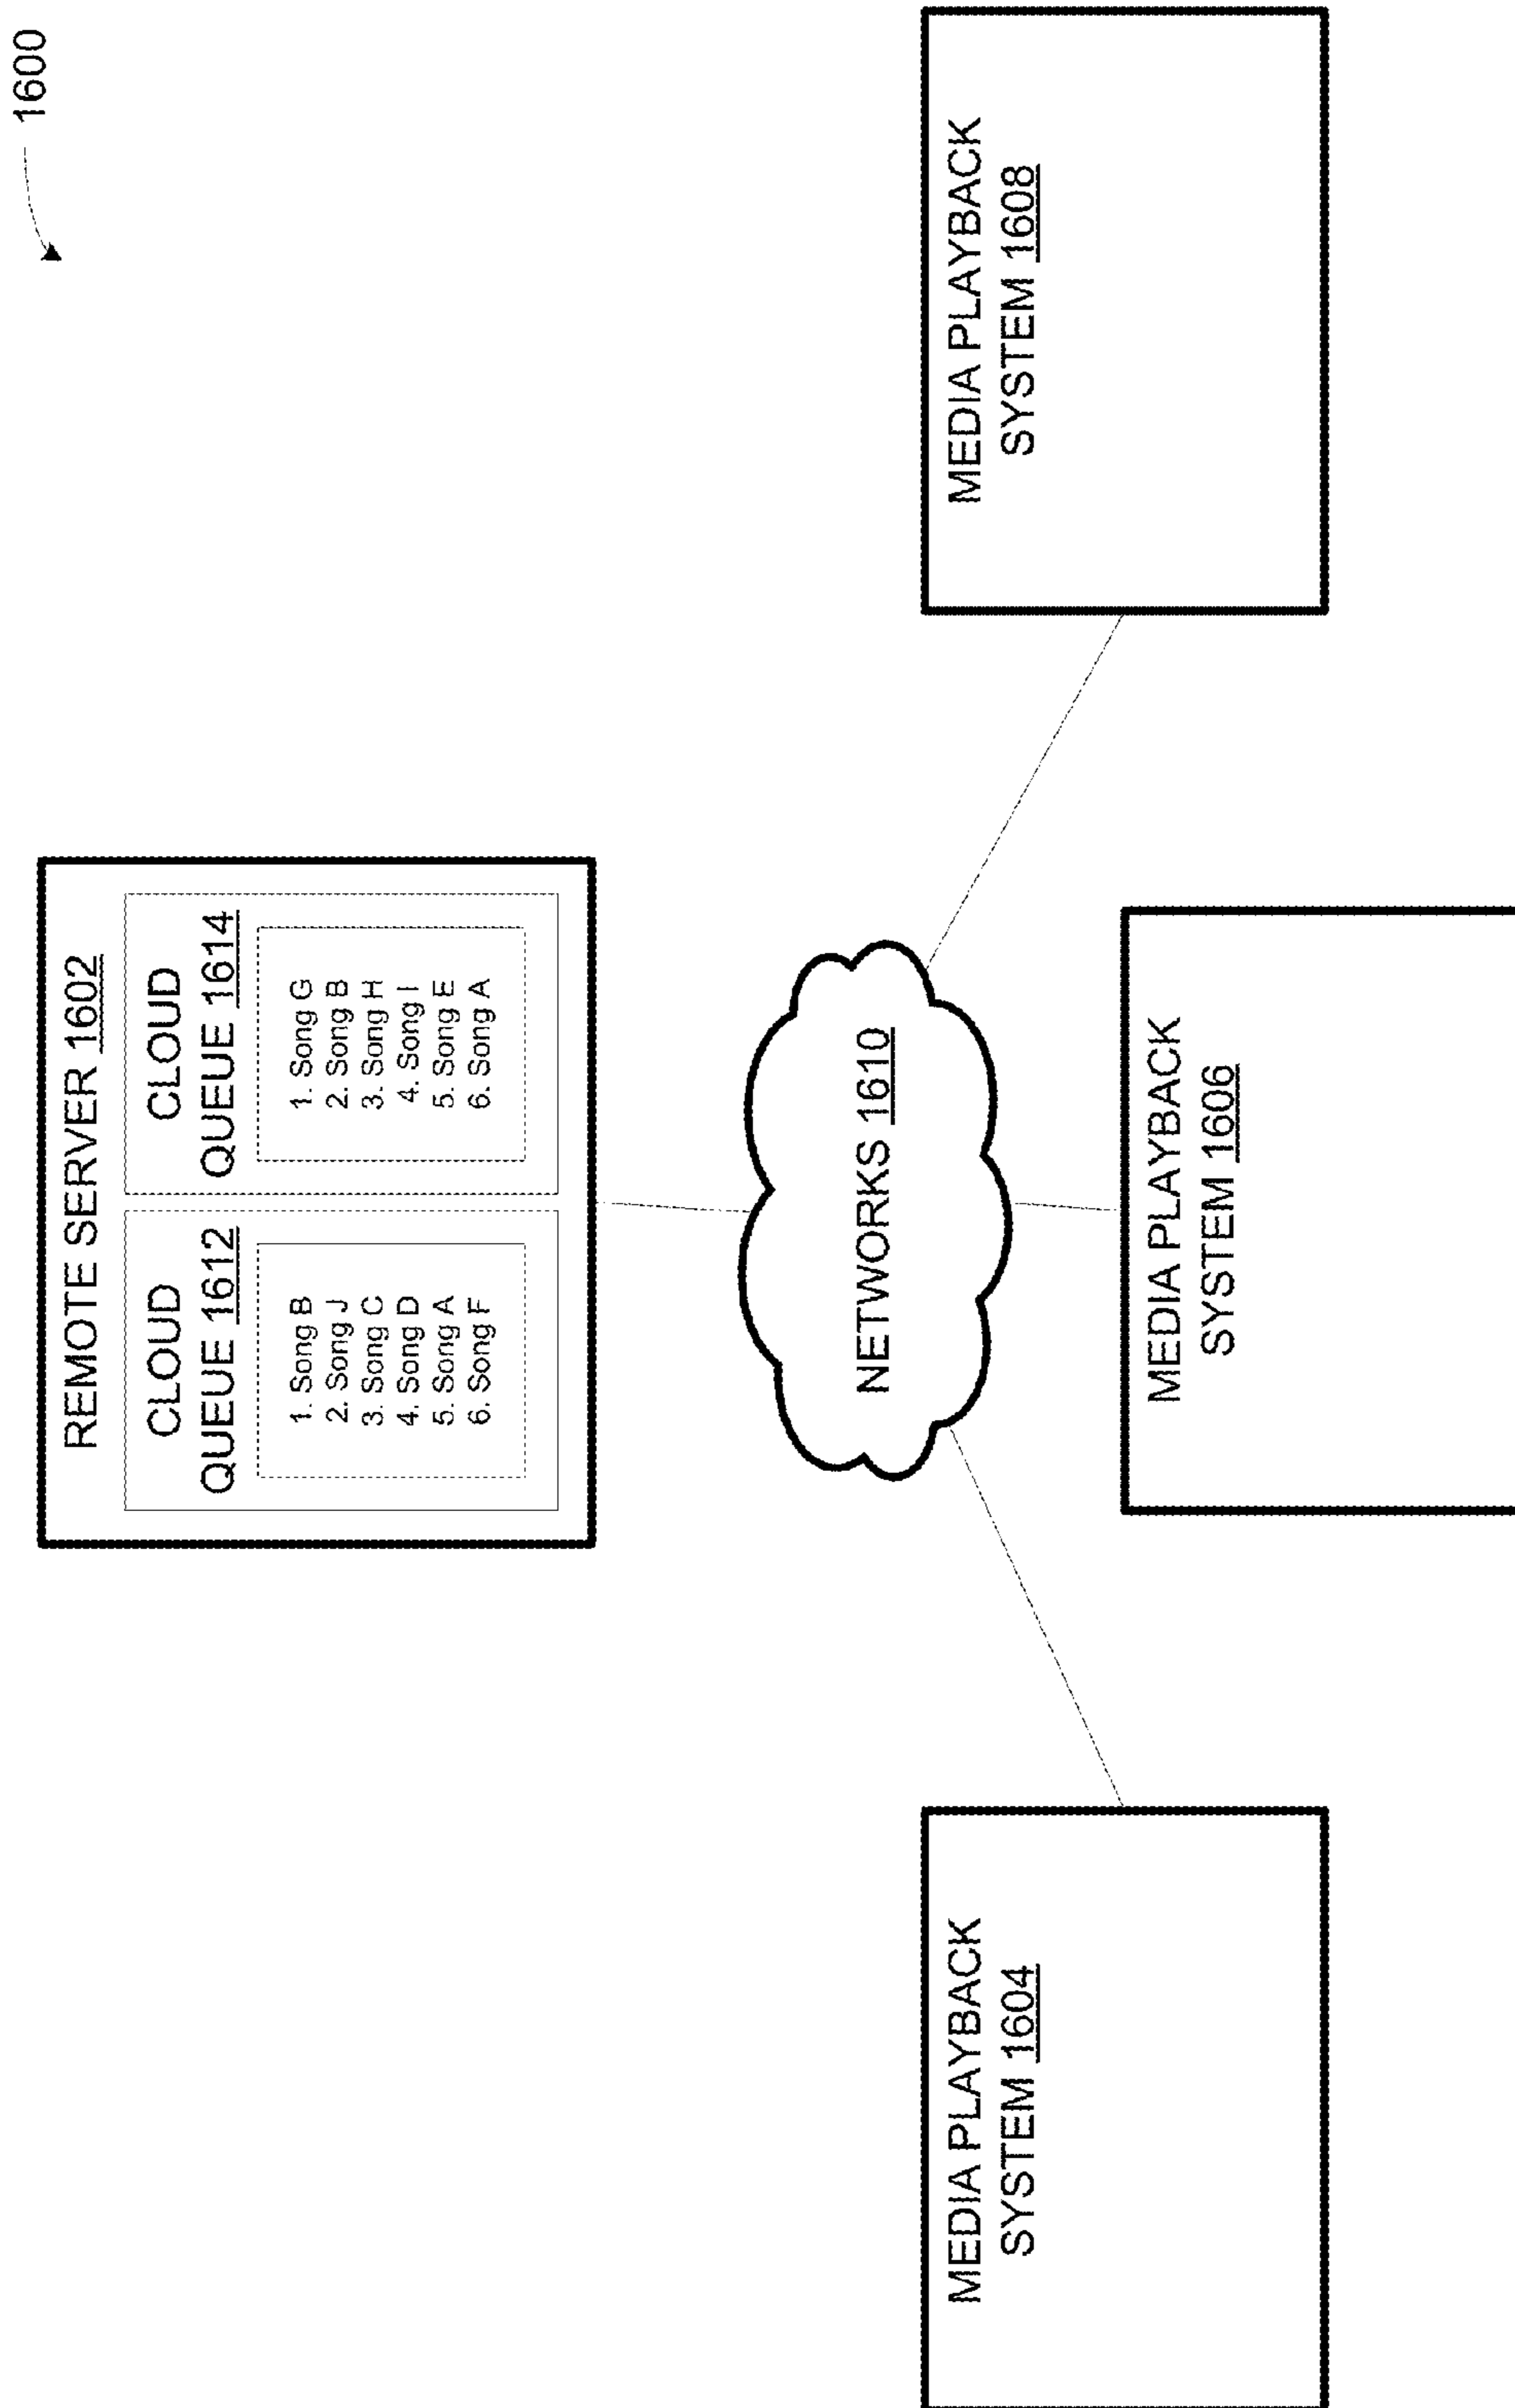 1600
REMOTE SERVER 1602
CLOUD
QUEUE 1612
1. Song B
2. Song J
3. Song C
4. Song D
5. Song A
6. Song F
CLOUD
QUEUE 1614
1. Song G
2. Song B
3. Song H
4. Song I
5. Song E
6. Song A
NETWORKS 1610
MEDIA PLAYBACK
SYSTEM 1604
MEDIA PLAYBACK
SYSTEM 1606
MEDIA PLAYBACK
SYSTEM 1608